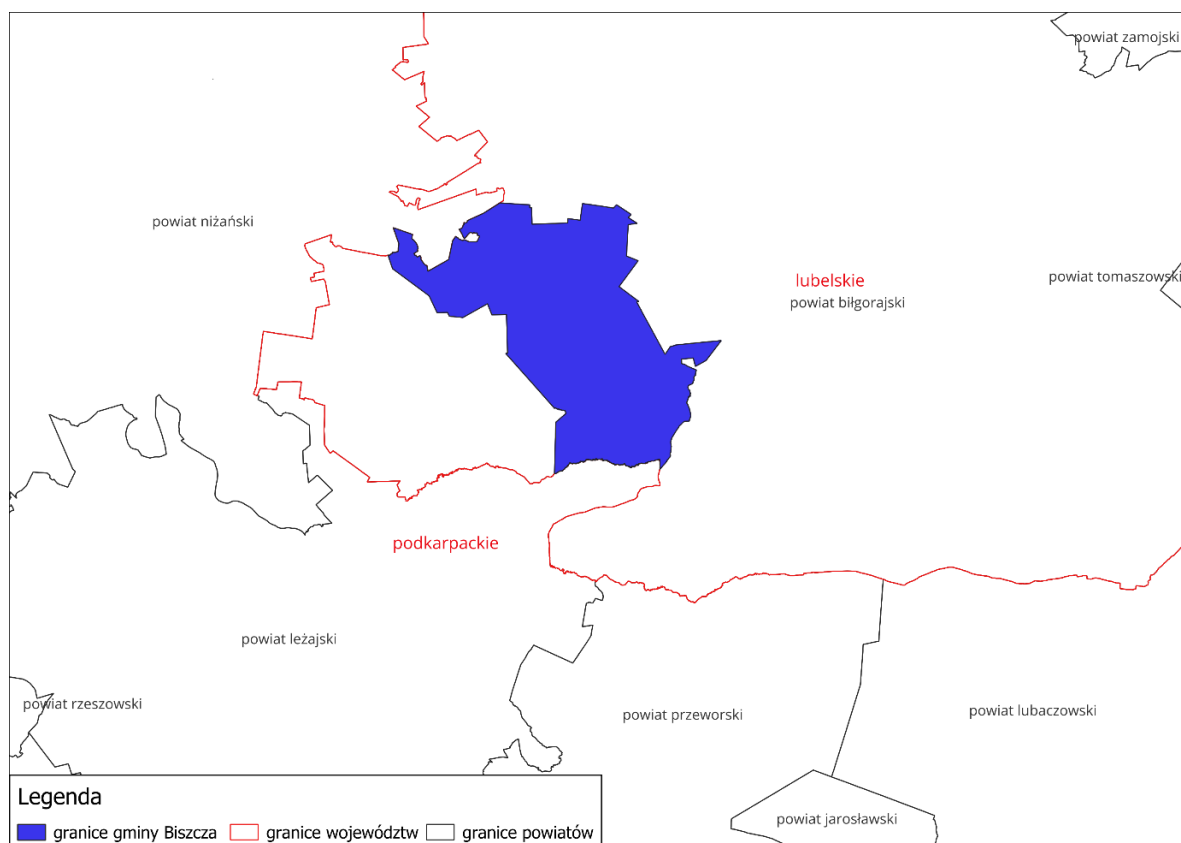 powiat zamojski
powiat niżański
lubelskie
powiat tomaszowski
powiat biłgorajski
podkarpackie
powiat leżajski
powiat rzeszowski
powiat przeworski
powiat lubaczowski
powiat jarosławski
Legenda
granice gminy Biszcza granice województw granice powiatów